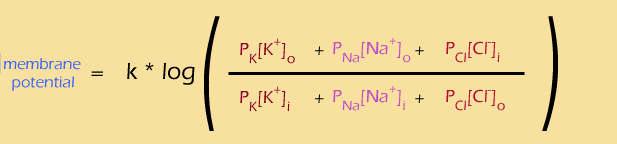 membrane
potential = k * log ( P_K[K⁺]_o + P_Na[Na⁺]_o + P_Cl[Cl⁻]_i
P_K[K⁺]_i + P_Na[Na⁺]_i + P_Cl[Cl⁻]_o )